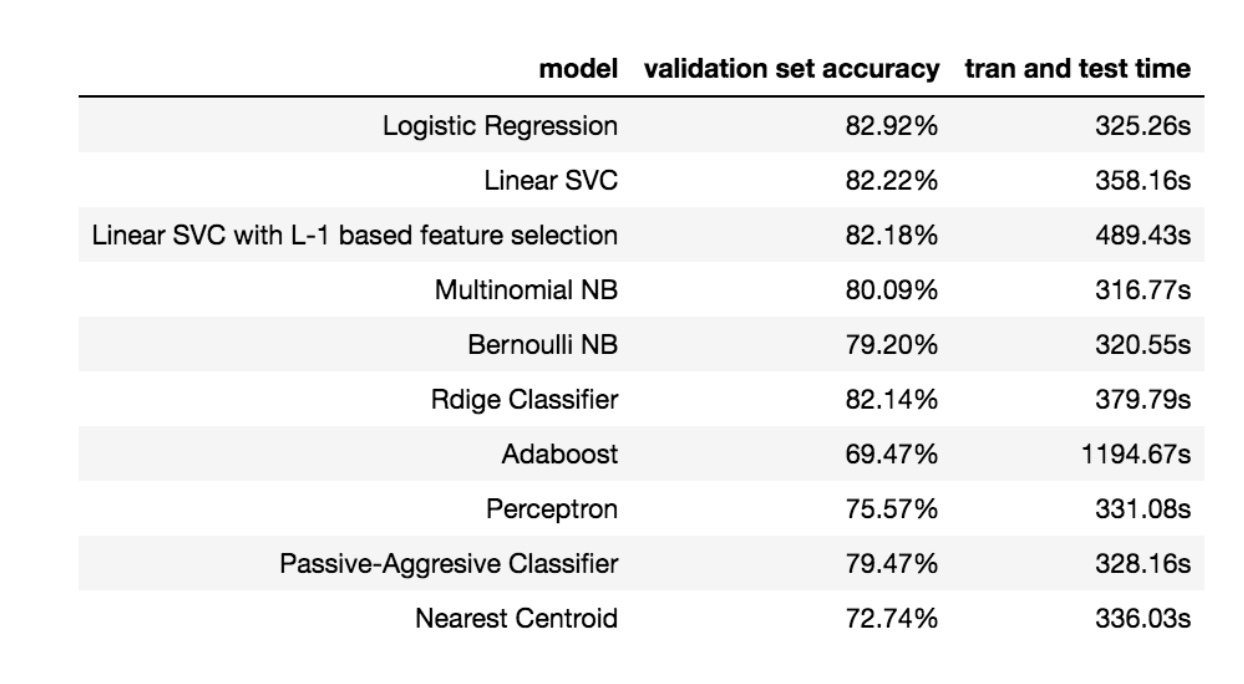 model validation set accuracy tran and test time
Logistic Regression 82.92% 325.26s
Linear SVC 82.22% 358.16s
Linear SVC with L-1 based feature selection 82.18% 489.43s
Multinomial NB 80.09% 316.77s
Bernoulli NB 79.20% 320.55s
Rdige Classifier 82.14% 379.79s
Adaboost 69.47% 1194.67s
Perceptron 75.57% 331.08s
Passive-Aggresive Classifier 79.47% 328.16s
Nearest Centroid 72.74% 336.03s